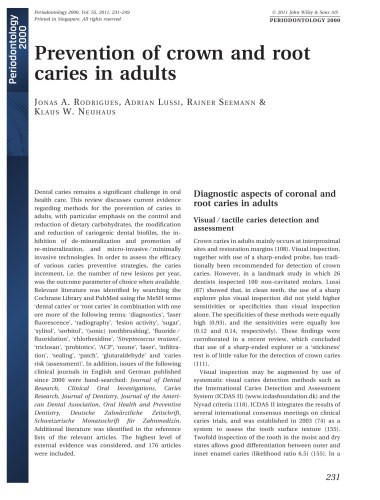 Periodontology 2000, Vol. 55, 2011, 231–249
Printed in Singapore. All rights reserved
© 2011 John Wiley & Sons A/S
PERIODONTOLOGY 2000
Periodontology
2000
Prevention of crown and root
caries in adults
JONAS A. RODRIGUES, ADRIAN LUSSI, RAINER SEEMANN &
KLAUS W. NEUHAUS
Dental caries remains a significant challenge in oral
health care. This review discusses current evidence
regarding methods for the prevention of caries in
adults, with particular emphasis on the control and
reduction of dietary carbohydrates, the modification
and reduction of cariogenic dental biofilm, the in-
hibition of de-mineralization and promotion of
re-mineralization, and micro-invasive ⁄ minimally
invasive technologies. In order to assess the efficacy
of various caries preventive strategies, the caries
increment, i.e. the number of new lesions per year,
was the outcome parameter of choice when available.
Relevant literature was identified by searching the
Cochrane Library and PubMed using the MeSH terms
‘dental caries’ or ‘root caries’ in combination with one
ore more of the following terms: ‘diagnostics’, ‘laser
fluorescence’, ‘radiography’, ‘lesion activity’, ‘sugar’,
‘xylitol’, ‘sorbitol’, ‘(sonic) toothbrushing’, ‘fluoride ⁄
fluoridation’, ‘chlorhexidine’, ‘Streptococcus mutans’,
‘triclosan’, ‘probiotics’, ‘ACP’, ‘ozone’, ‘laser’, ‘infiltra-
tion’, ‘sealing’, ‘patch’, ‘glutaraldehyde’ and ‘caries
risk (assessment)’. In addition, issues of the following
clinical journals in English and German published
since 2000 were hand-searched: Journal of Dental
Research, Clinical Oral Investigations, Caries
Research, Journal of Dentistry, Journal of the Ameri-
can Dental Association, Oral Health and Preventive
Dentistry, Deutsche Zahnärztliche Zeitschrift,
Schweizerische Monatsschrift für Zahnmedizin.
Additional literature was identified in the reference
lists of the relevant articles. The highest level of
external evidence was considered, and 176 articles
were included.
Diagnostic aspects of coronal and
root caries in adults
Visual ⁄ tactile caries detection and
assessment
Crown caries in adults mainly occurs at interproximal
sites and restoration margins (108). Visual inspection,
together with use of a sharp-ended probe, has tradi-
tionally been recommended for detection of crown
caries. However, in a landmark study in which 26
dentists inspected 100 non-cavitated molars, Lussi
(87) showed that, in clean teeth, the use of a sharp
explorer plus visual inspection did not yield higher
sensitivities or specificities than visual inspection
alone. The specificities of these methods were equally
high (0.93), and the sensitivities were equally low
(0.12 and 0.14, respectively). These findings were
corroborated in a recent review, which concluded
that use of a sharp-ended explorer or a ‘stickiness’
test is of little value for the detection of crown caries
(111).
Visual inspection may be augmented by use of
systematic visual caries detection methods such as
the International Caries Detection and Assessment
System (ICDAS II) (www.icdasfoundation.dk) and the
Nyvad criteria (118). ICDAS II integrates the results of
several international consensus meetings on clinical
caries trials, and was established in 2003 (74) as a
system to assess the tooth surface texture (155).
Twofold inspection of the tooth in the moist and dry
states allows good differentiation between outer and
inner enamel caries (likelihood ratio 6.5) (155). In a
231